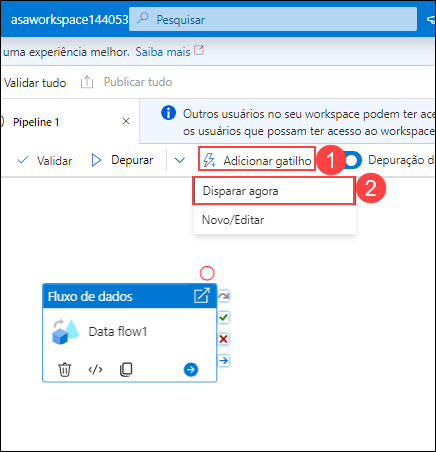 asaworkspace144053
Pesquisar
uma experiência melhor. Saiba mais
Validar tudo Publicar tudo
Pipeline 1
Outros usuários no seu workspace podem ter ace
os usuários que possam ter acesso ao workspace
Validar Depurar Adicionar gatilho 1 Depuração d
Disparar agora 2
Novo/Editar
Fluxo de dados
Data flow1